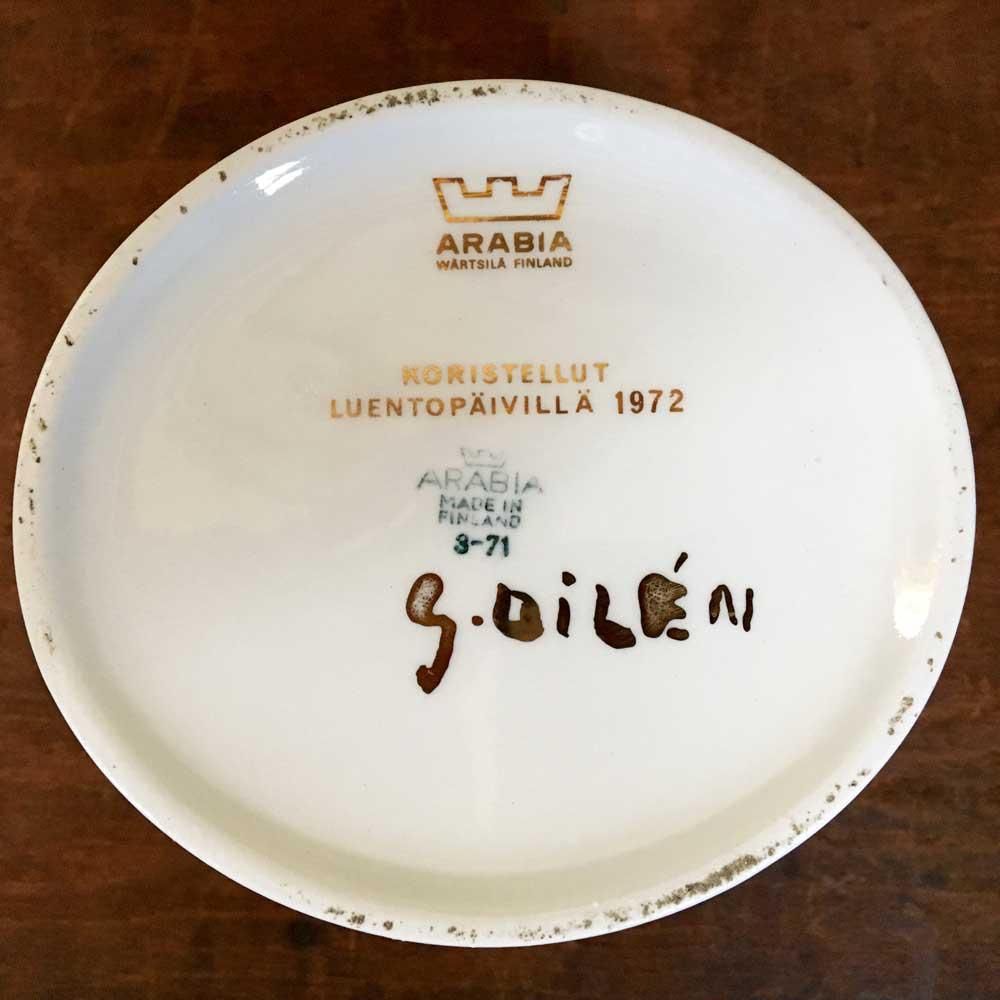 ARABIA
WÄRTSILÄ FINLAND
KORISTELLUT
LUENTOPÄIVILLÄ 1972
ARABIA
MADE IN
FINLAND
3-71
G. DiLÉN